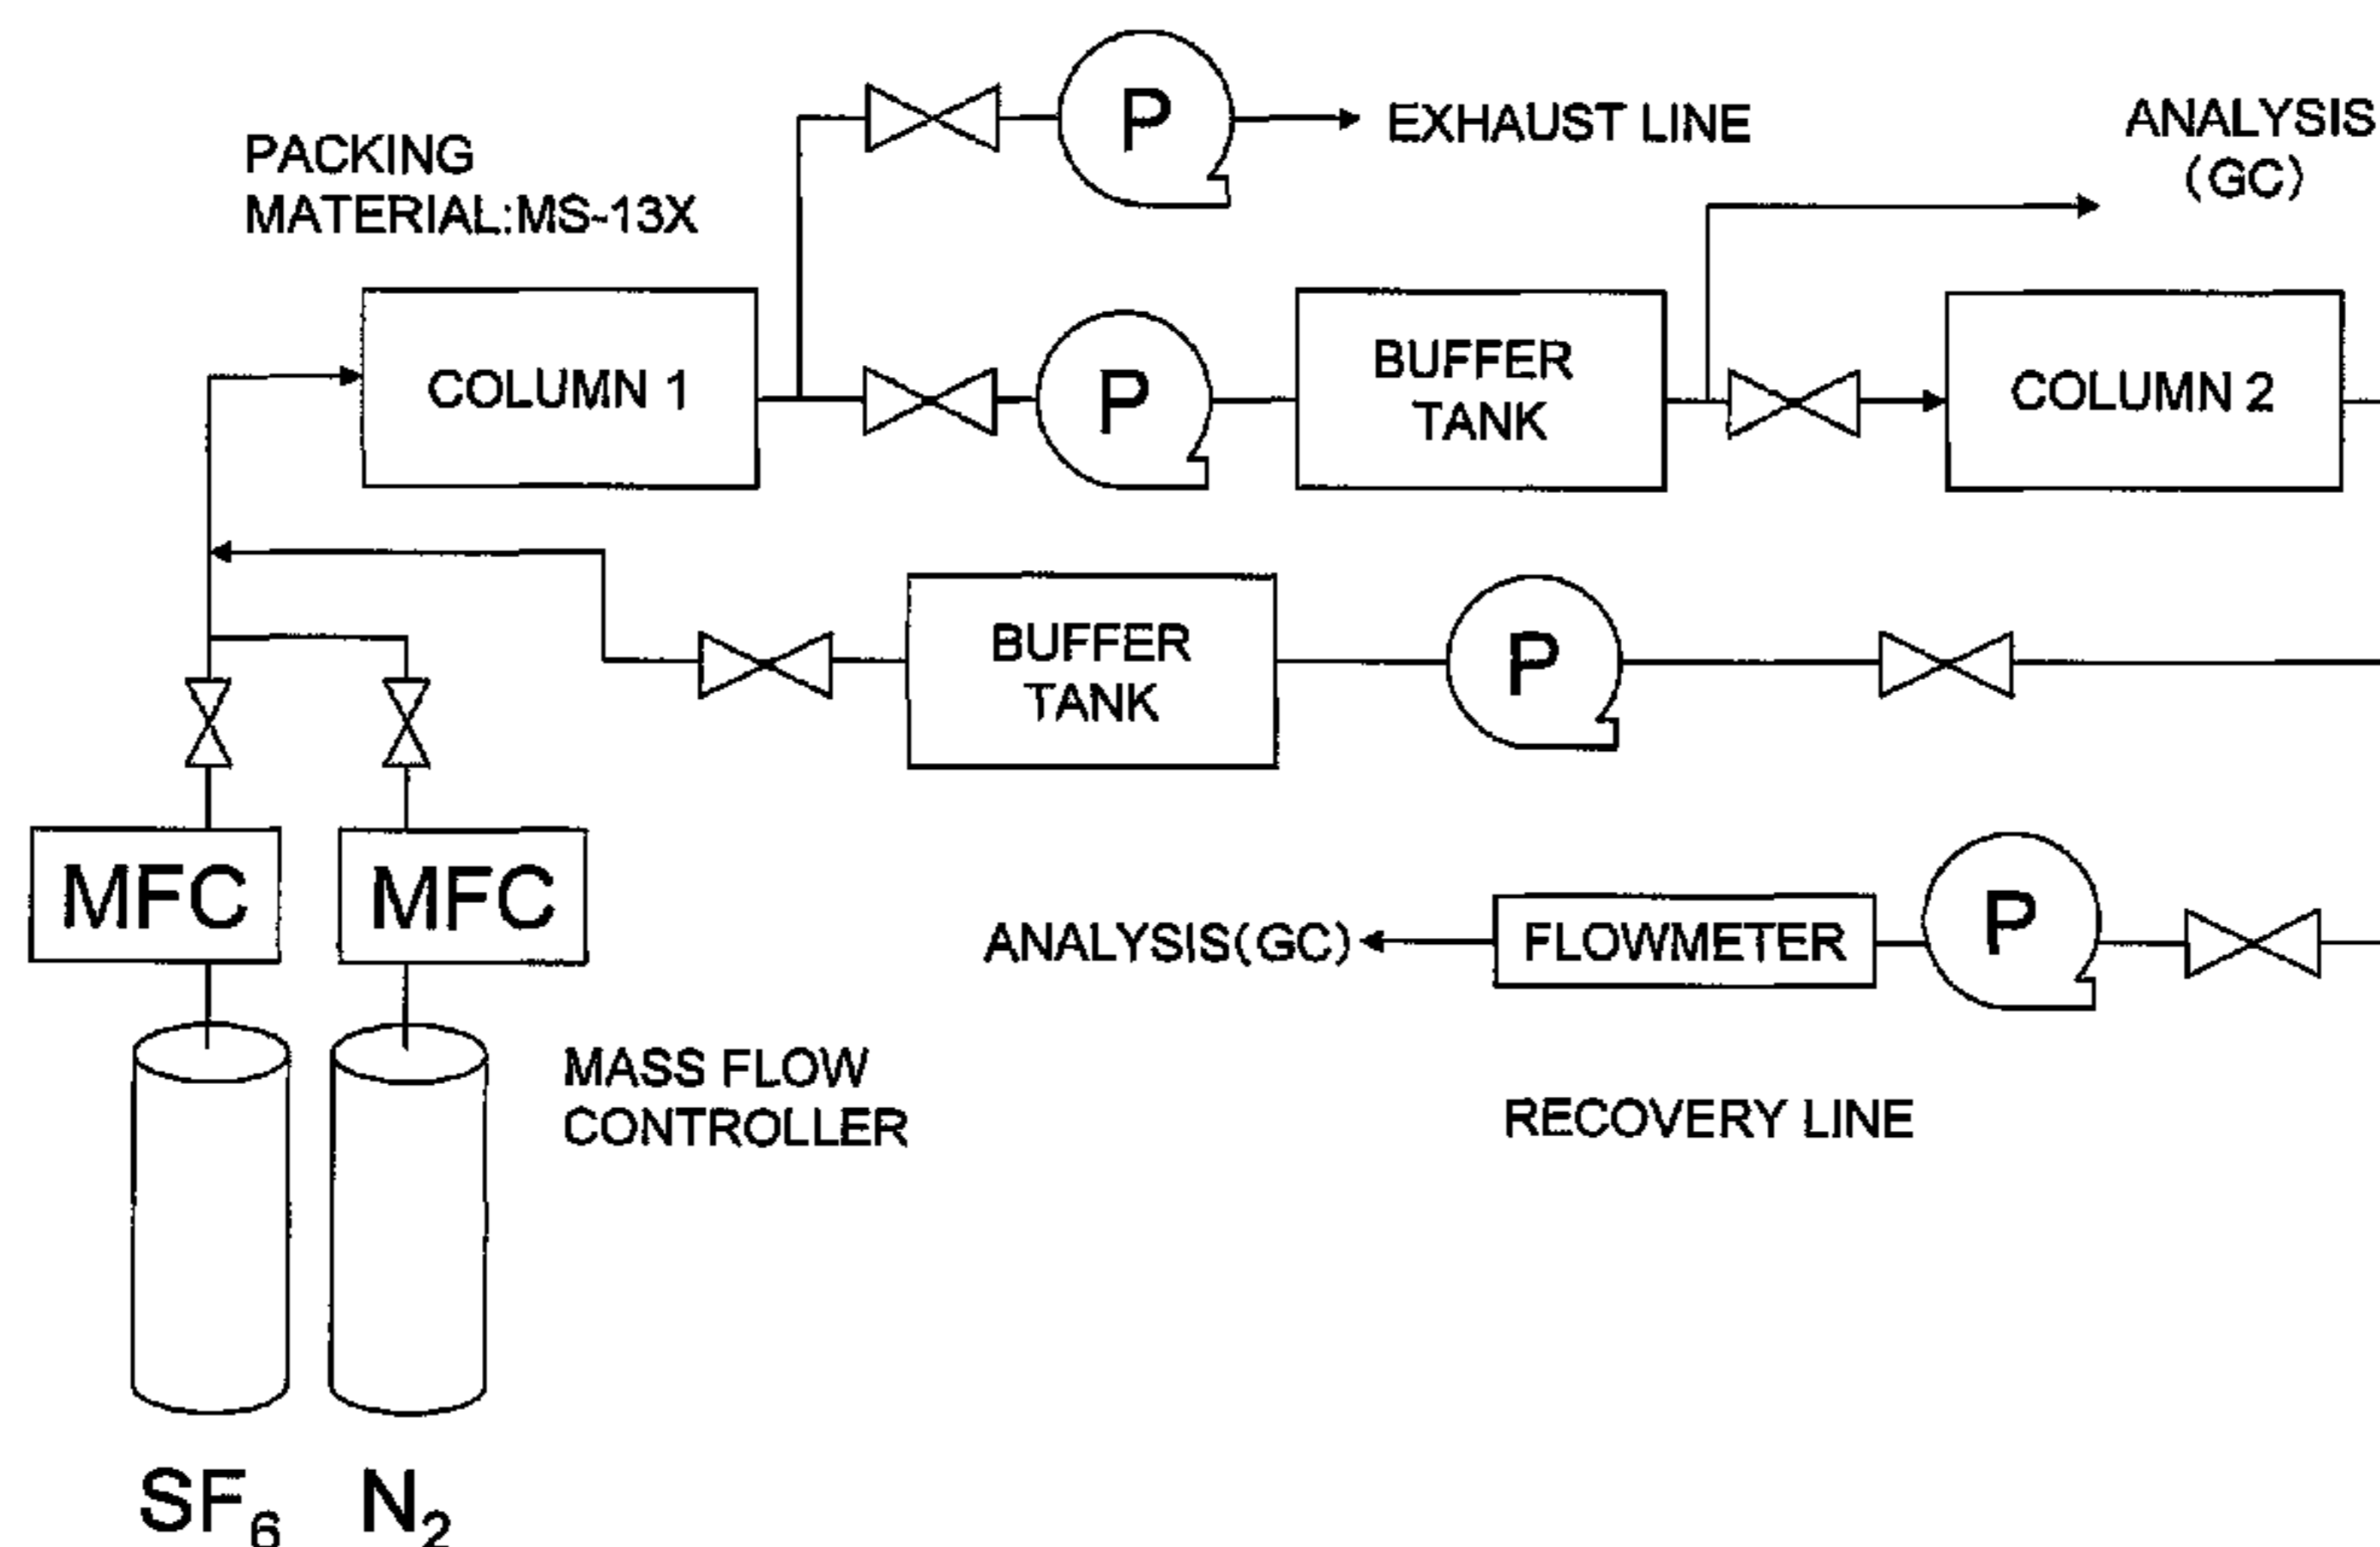 P
EXHAUST LINE
ANALYSIS
(GC)
PACKING
MATERIAL:MS-13X
COLUMN 1
P
BUFFER
TANK
COLUMN 2
BUFFER
TANK
P
MFC
MFC
ANALYSIS(GC)
FLOWMETER
P
MASS FLOW
CONTROLLER
RECOVERY LINE
SF6
N2